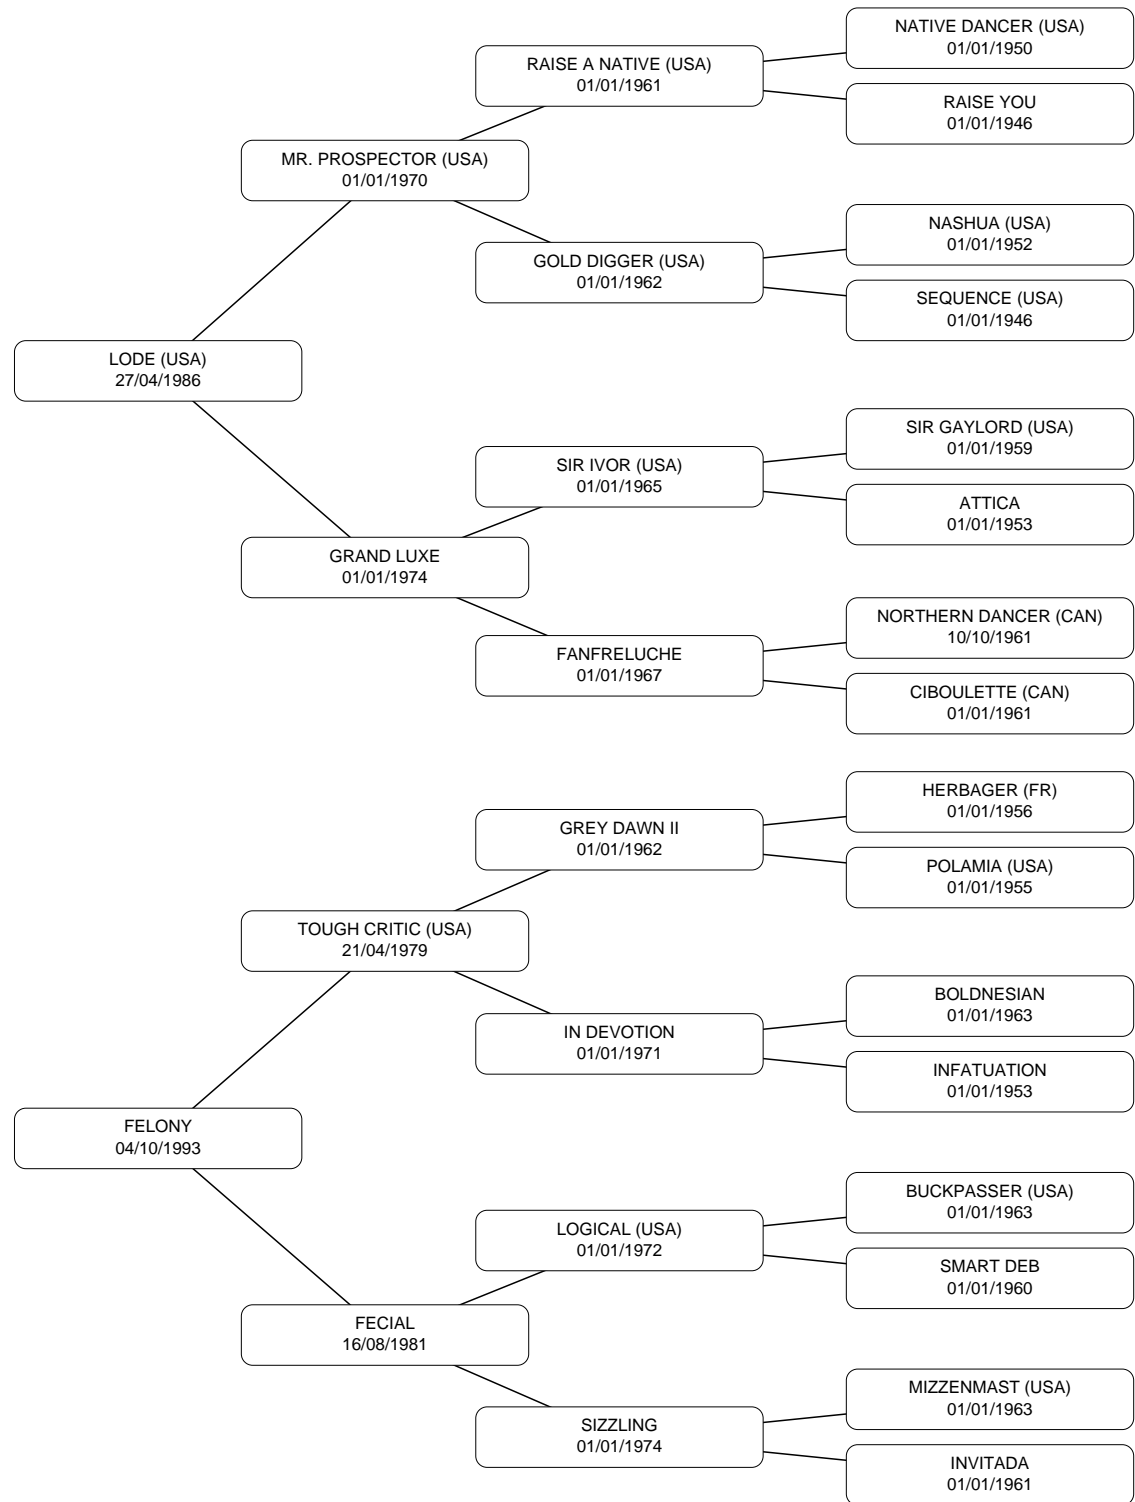 NATIVE DANCER (USA)
01/01/1950
RAISE A NATIVE (USA)
01/01/1961
RAISE YOU
01/01/1946
MR. PROSPECTOR (USA)
01/01/1970
NASHUA (USA)
01/01/1952
GOLD DIGGER (USA)
01/01/1962
SEQUENCE (USA)
01/01/1946
LODE (USA)
27/04/1986
SIR GAYLORD (USA)
01/01/1959
SIR IVOR (USA)
01/01/1965
ATTICA
01/01/1953
GRAND LUXE
01/01/1974
NORTHERN DANCER (CAN)
10/10/1961
FANFRELUCHE
01/01/1967
CIBOULETTE (CAN)
01/01/1961
HERBAGER (FR)
01/01/1956
GREY DAWN II
01/01/1962
POLAMIA (USA)
01/01/1955
TOUGH CRITIC (USA)
21/04/1979
BOLDNESIAN
01/01/1963
IN DEVOTION
01/01/1971
INFATUATION
01/01/1953
FELONY
04/10/1993
BUCKPASSER (USA)
01/01/1963
LOGICAL (USA)
01/01/1972
SMART DEB
01/01/1960
FECIAL
16/08/1981
MIZZENMAST (USA)
01/01/1963
SIZZLING
01/01/1974
INVITADA
01/01/1961